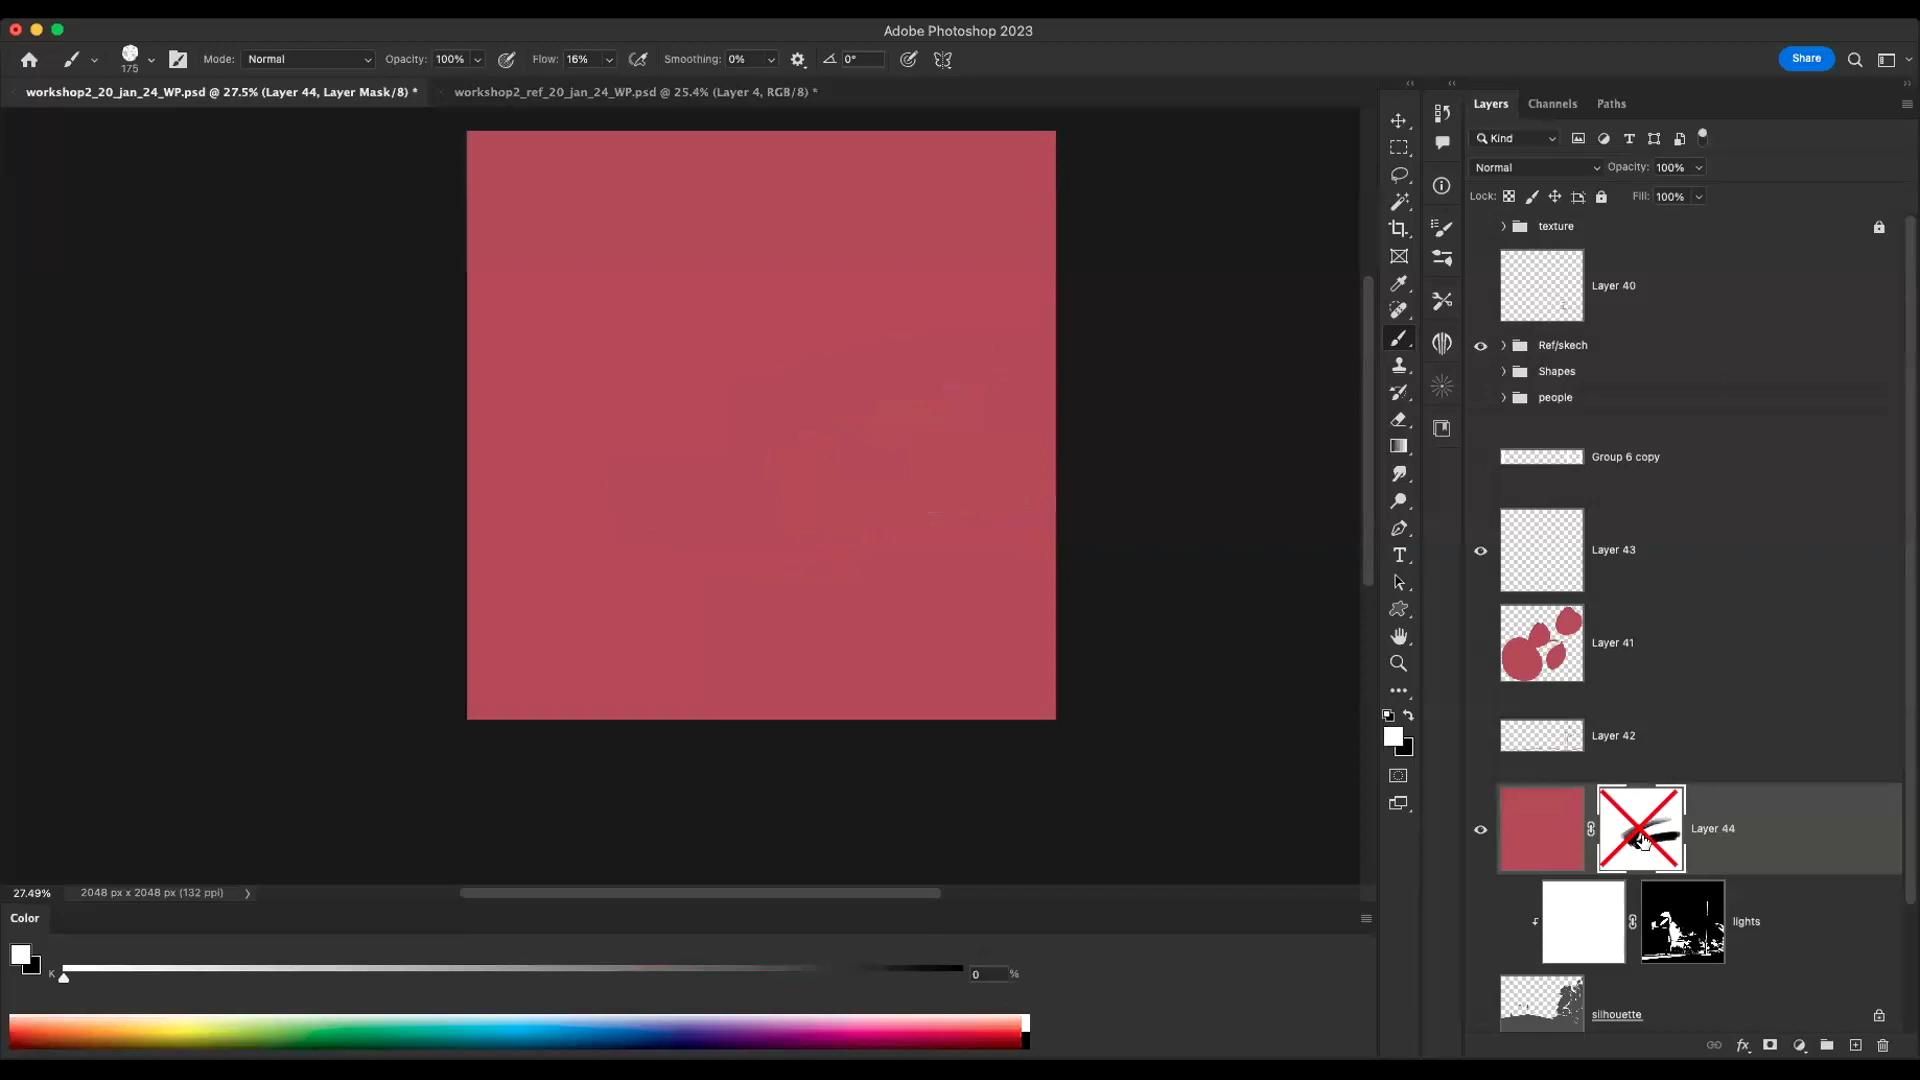 Adobe Photoshop 2023
175
Mode: Normal Opacity: 100% Flow: 16% Smoothing: 0% 0° Share
workshop2_20_jan_24_WP.psd @ 27.5% (Layer 44, Layer Mask/8) * workshop2_ref_20_jan_24_WP.psd @ 25.4% (Layer 4, RGB/8) *
Layers Channels Paths
Kind
Normal Opacity: 100%
Lock: Fill: 100%
texture
Layer 40
Ref/skech
Shapes
people
Group 6 copy
Layer 43
Layer 41
Layer 42
Layer 44
lights
silhouette
fx
27.49% 2048 px x 2048 px (132 ppi)
Color
K 0 %